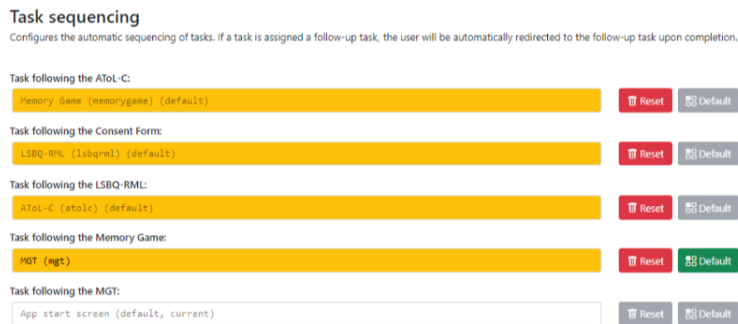 Task sequencing
Configures the automatic sequencing of tasks. If a task is assigned a follow-up task, the user will be automatically redirected to the follow-up task upon completion.
Task following the AToL-C:
Memory Game (memorygame) (default)
Reset
Default
Task following the Consent Form:
LSBQ-RML (lsbqrml) (default)
Reset
Default
Task following the LSBQ-RML:
AToL-C (atolc) (default)
Reset
Default
Task following the Memory Game:
MGT (mgt)
Reset
Default
Task following the MGT:
App start screen (default, current)
Reset
Default